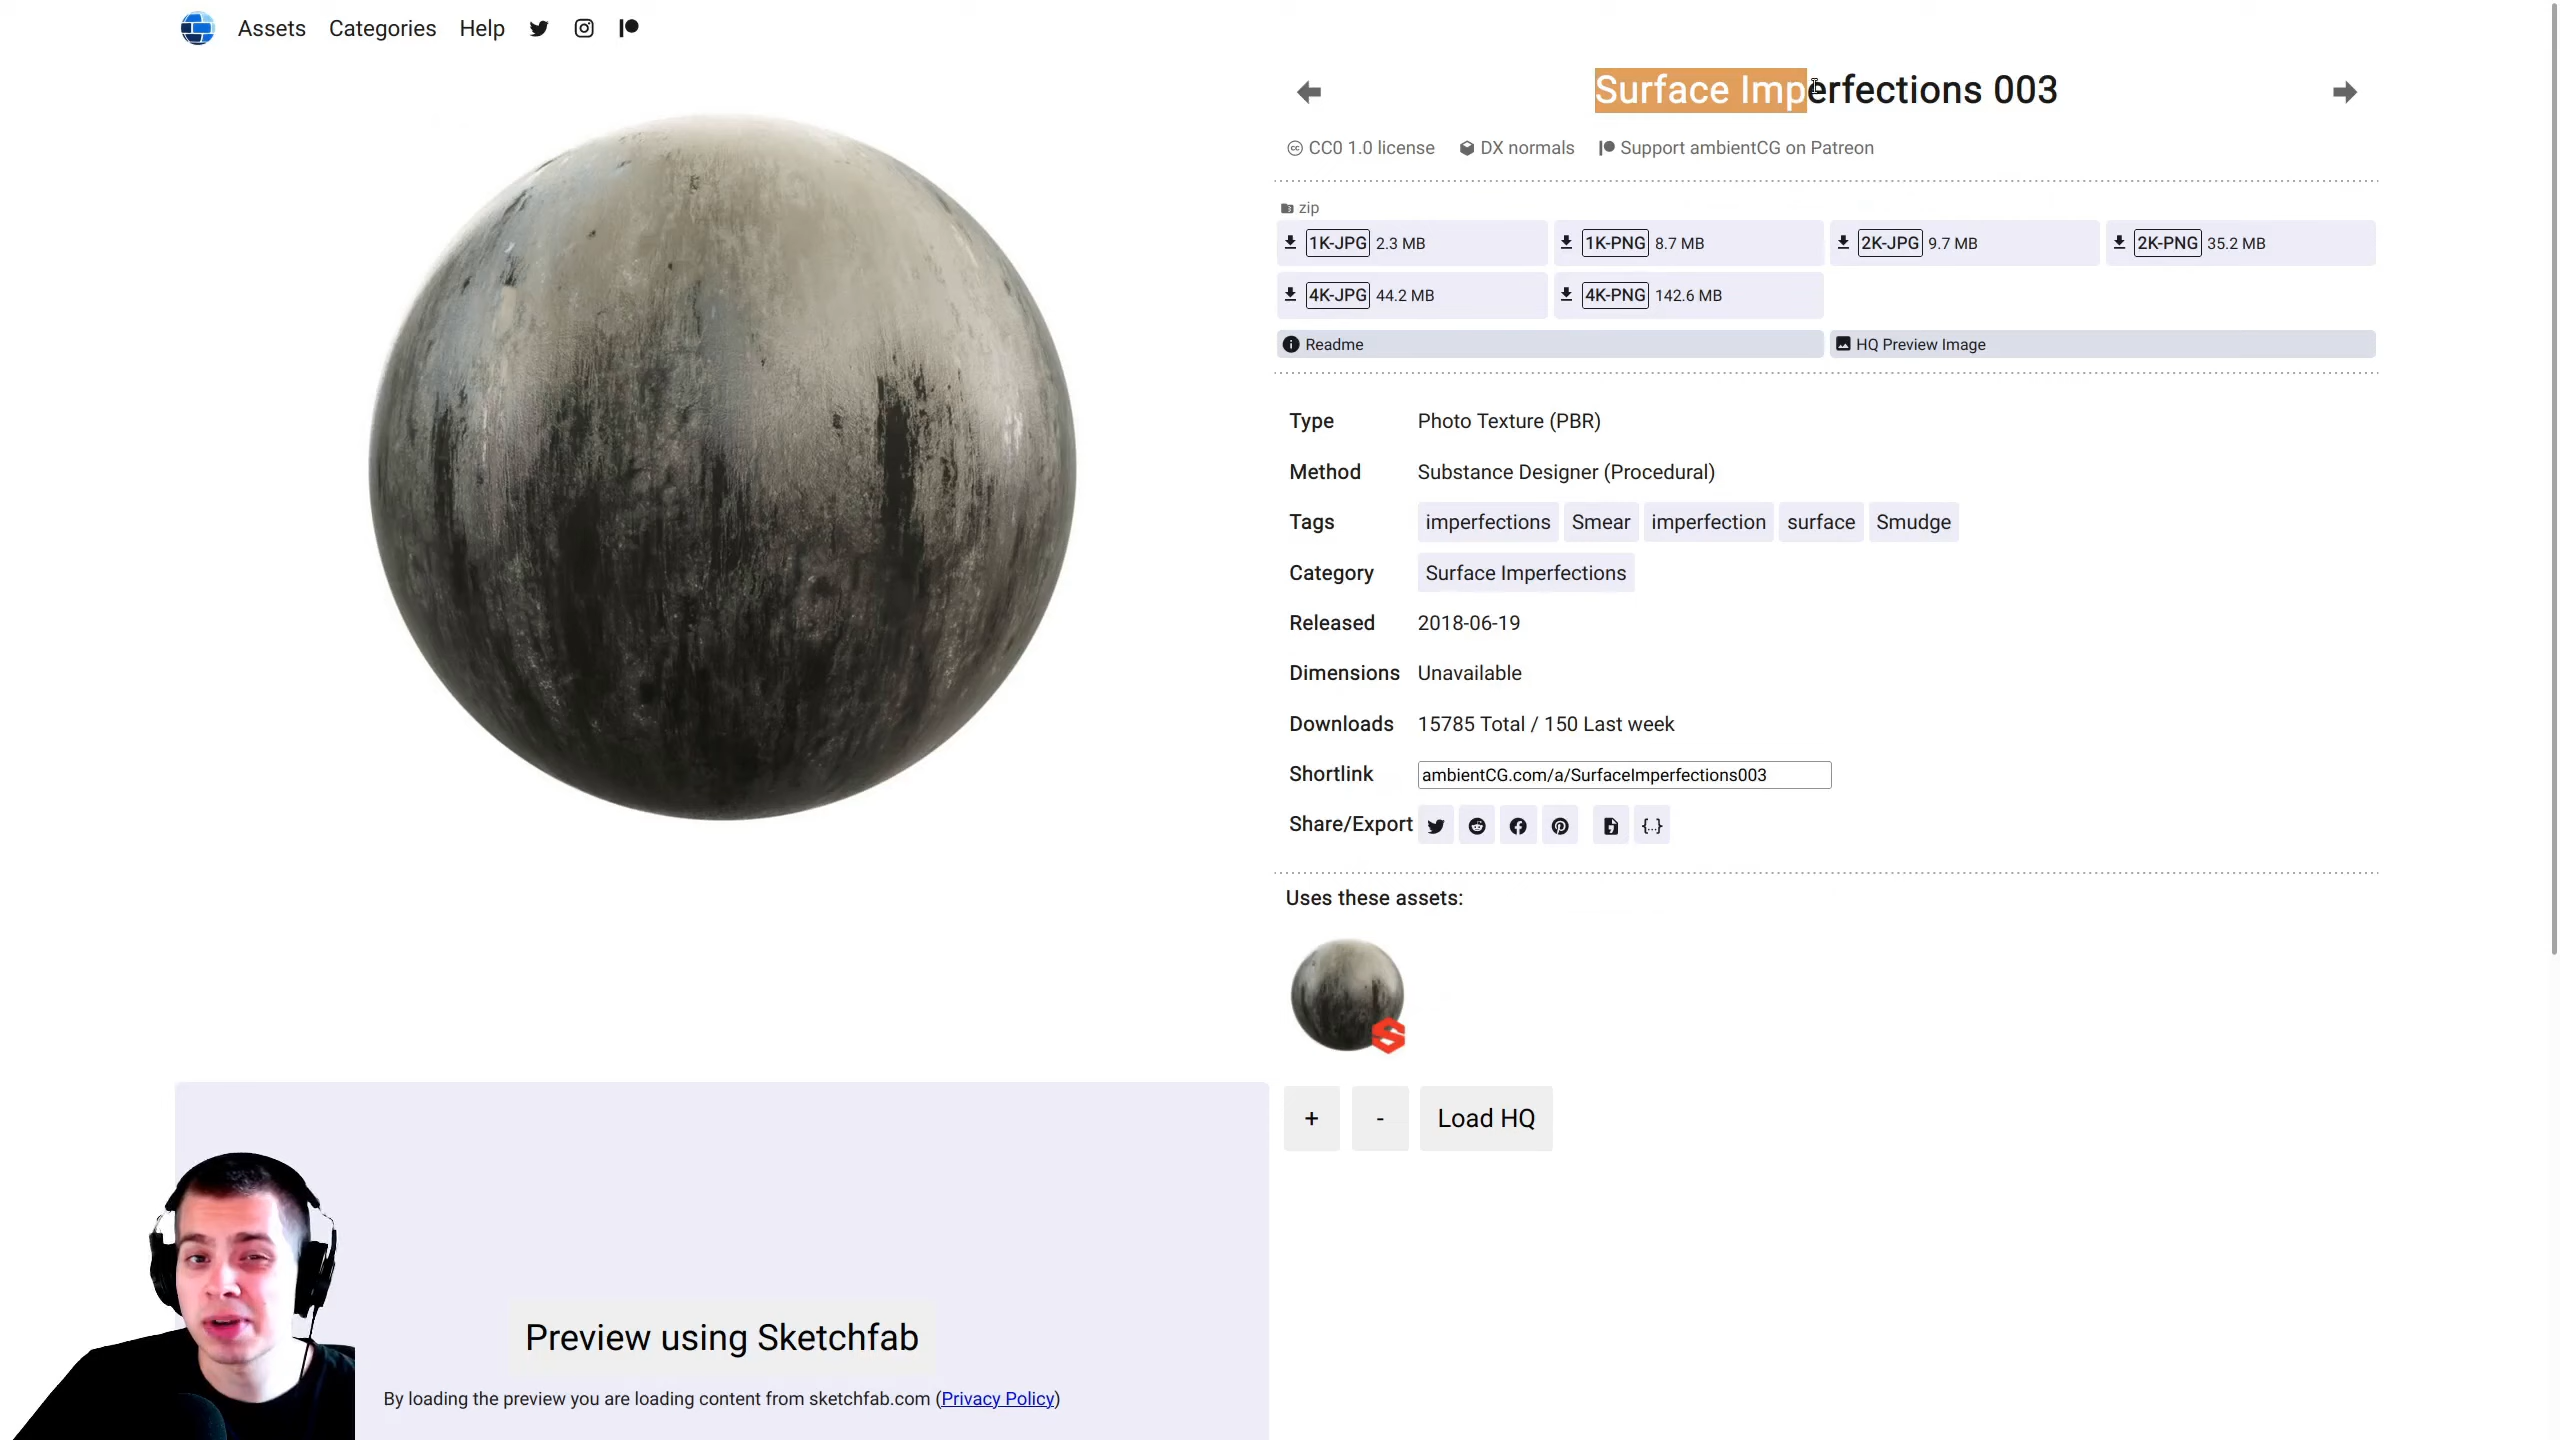 Assets Categories Help
Surface Imperfections 003
CC0 1.0 license DX normals Support ambientCG on Patreon
zip
1K-JPG 2.3 MB 1K-PNG 8.7 MB 2K-JPG 9.7 MB 2K-PNG 35.2 MB
4K-JPG 44.2 MB 4K-PNG 142.6 MB
Readme HQ Preview Image
Type Photo Texture (PBR)
Method Substance Designer (Procedural)
Tags imperfections Smear imperfection surface Smudge
Category Surface Imperfections
Released 2018-06-19
Dimensions Unavailable
Downloads 15785 Total / 150 Last week
Shortlink ambientCG.com/a/SurfaceImperfections003
Share/Export {..}
Uses these assets:
+ - Load HQ
Preview using Sketchfab
By loading the preview you are loading content from sketchfab.com (Privacy Policy)